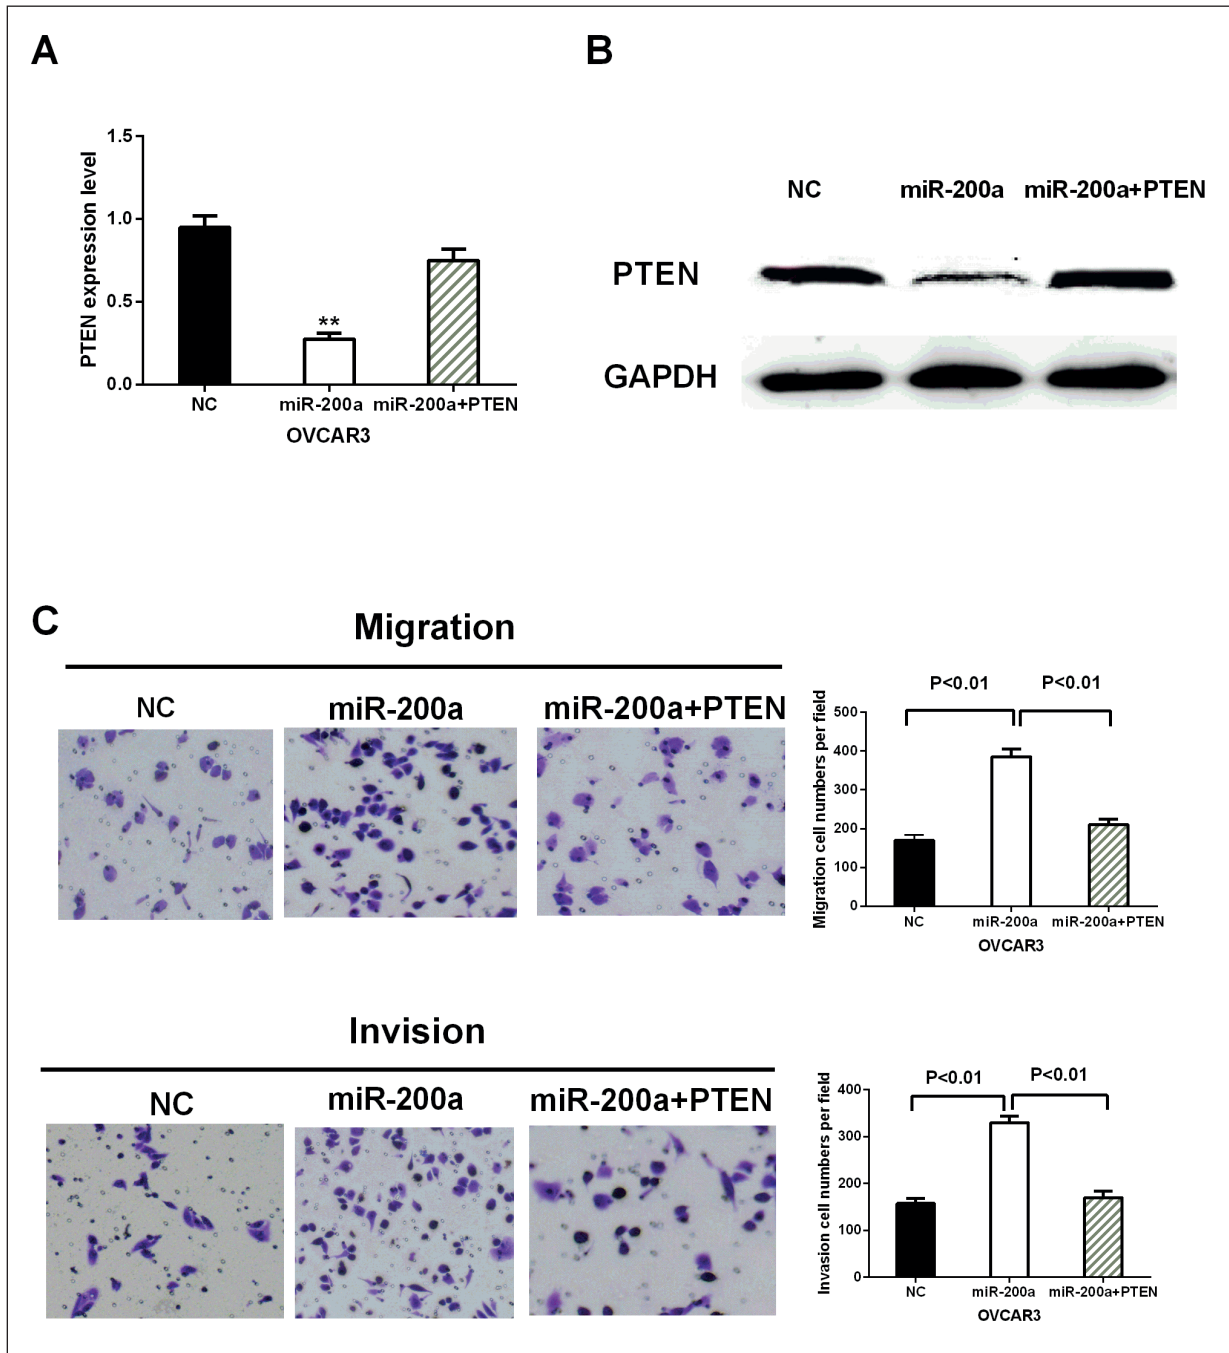 A
B
1.5
1.0
0.5
0.0
PTEN expression level
**
NC miR-200a miR-200a+PTEN
OVCAR3
NC miR-200a miR-200a+PTEN
PTEN
GAPDH
C
Migration
NC miR-200a miR-200a+PTEN
P<0.01 P<0.01
500
400
300
200
100
0
Migration cell numbers per field
NC miR-200a miR-200a+PTEN
OVCAR3
Invision
NC miR-200a miR-200a+PTEN
P<0.01 P<0.01
400
300
200
100
0
Invasion cell numbers per field
NC miR-200a miR-200a+PTEN
OVCAR3